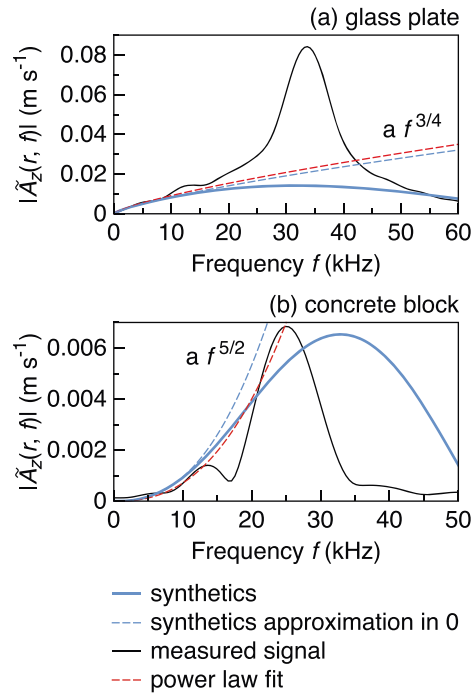 (a) glass plate
|Ãz(r, f)| (m s⁻¹)
0.08
0.06
0.04
0.02
0
a f 3/4
0 10 20 30 40 50 60
Frequency f (kHz)
(b) concrete block
|Ãz(r, f)| (m s⁻¹)
0.006
0.004
0.002
0
a f 5/2
0 10 20 30 40 50
Frequency f (kHz)
synthetics
synthetics approximation in 0
measured signal
power law fit